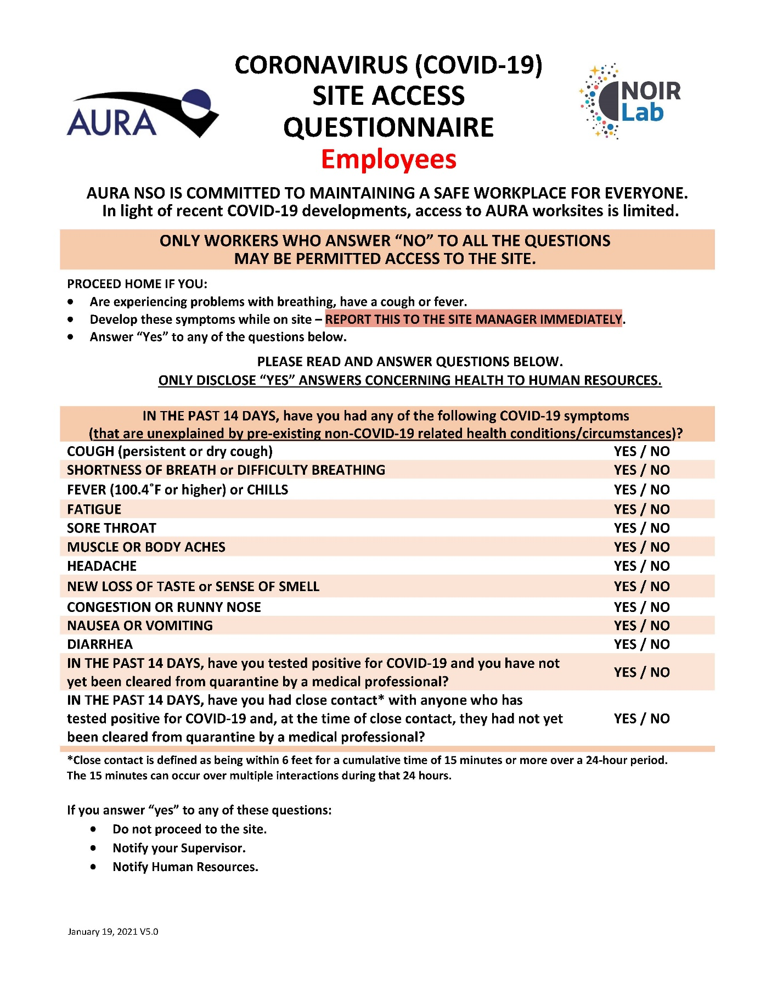 CORONAVIRUS (COVID-19)
SITE ACCESS
QUESTIONNAIRE
Employees
AURA
NOIR
Lab
AURA NSO IS COMMITTED TO MAINTAINING A SAFE WORKPLACE FOR EVERYONE.
In light of recent COVID-19 developments, access to AURA worksites is limited.
ONLY WORKERS WHO ANSWER “NO” TO ALL THE QUESTIONS
MAY BE PERMITTED ACCESS TO THE SITE.
PROCEED HOME IF YOU:
• Are experiencing problems with breathing, have a cough or fever.
• Develop these symptoms while on site – REPORT THIS TO THE SITE MANAGER IMMEDIATELY.
• Answer “Yes” to any of the questions below.
PLEASE READ AND ANSWER QUESTIONS BELOW.
ONLY DISCLOSE “YES” ANSWERS CONCERNING HEALTH TO HUMAN RESOURCES.
IN THE PAST 14 DAYS, have you had any of the following COVID-19 symptoms
(that are unexplained by pre-existing non-COVID-19 related health conditions/circumstances)?
COUGH (persistent or dry cough) YES / NO
SHORTNESS OF BREATH or DIFFICULTY BREATHING YES / NO
FEVER (100.4˚F or higher) or CHILLS YES / NO
FATIGUE YES / NO
SORE THROAT YES / NO
MUSCLE OR BODY ACHES YES / NO
HEADACHE YES / NO
NEW LOSS OF TASTE or SENSE OF SMELL YES / NO
CONGESTION OR RUNNY NOSE YES / NO
NAUSEA OR VOMITING YES / NO
DIARRHEA YES / NO
IN THE PAST 14 DAYS, have you tested positive for COVID-19 and you have not
yet been cleared from quarantine by a medical professional?
YES / NO
IN THE PAST 14 DAYS, have you had close contact* with anyone who has
tested positive for COVID-19 and, at the time of close contact, they had not yet
been cleared from quarantine by a medical professional?
YES / NO
*Close contact is defined as being within 6 feet for a cumulative time of 15 minutes or more over a 24-hour period.
The 15 minutes can occur over multiple interactions during that 24 hours.
If you answer “yes” to any of these questions:
• Do not proceed to the site.
• Notify your Supervisor.
• Notify Human Resources.
January 19, 2021 V5.0